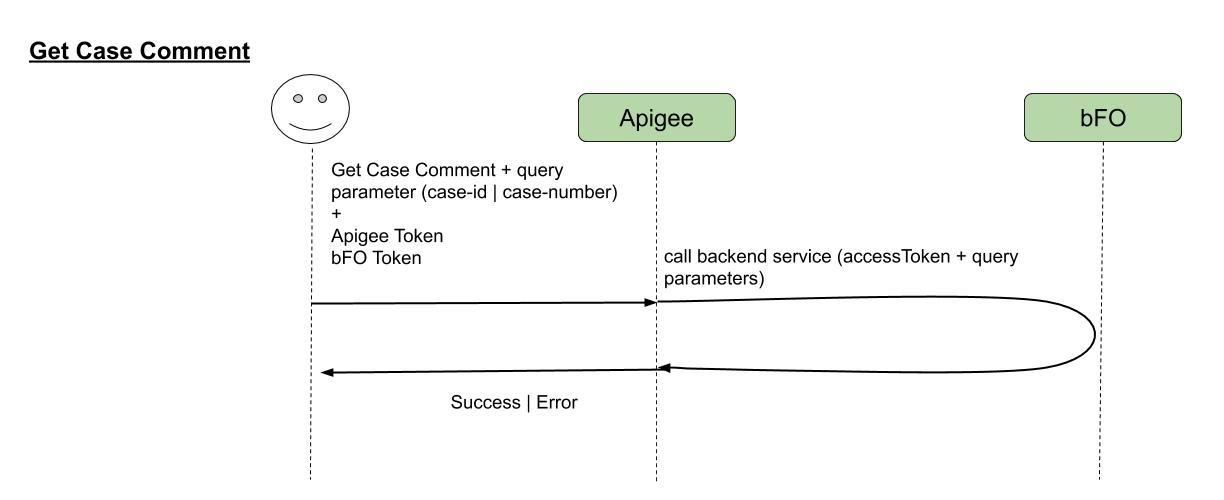 Get Case Comment
Apigee
bFO
Get Case Comment + query
parameter (case-id | case-number)
+
Apigee Token
bFO Token
call backend service (accessToken + query
parameters)
Success | Error